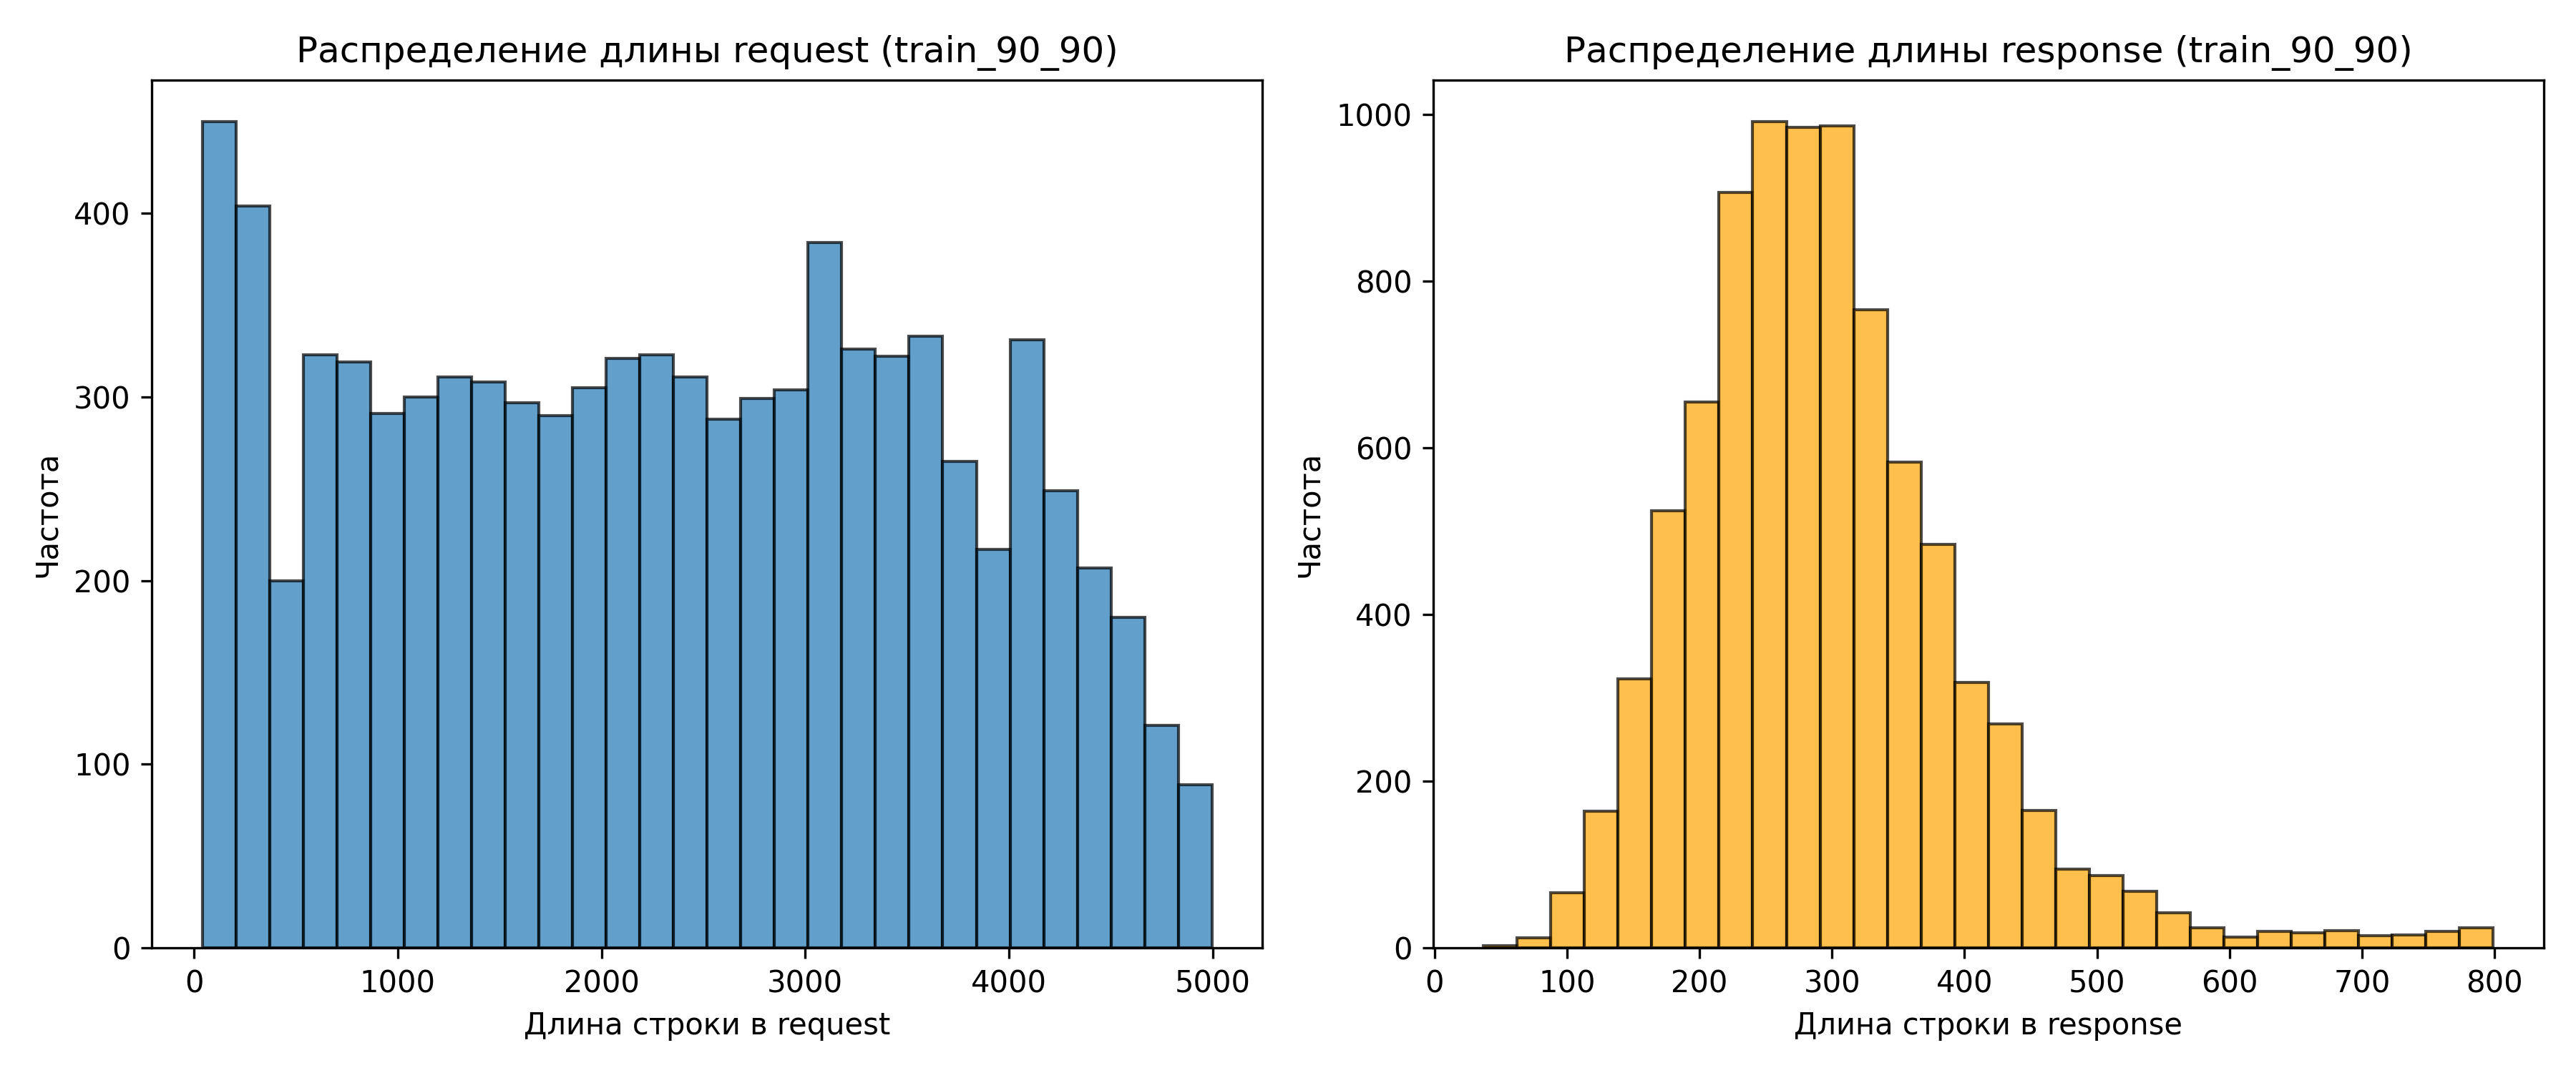 Распределение длины request (train_90_90)
Частота
400
300
200
100
0
0 1000 2000 3000 4000 5000
Длина строки в request
Распределение длины response (train_90_90)
Частота
1000
800
600
400
200
0
0 100 200 300 400 500 600 700 800
Длина строки в response